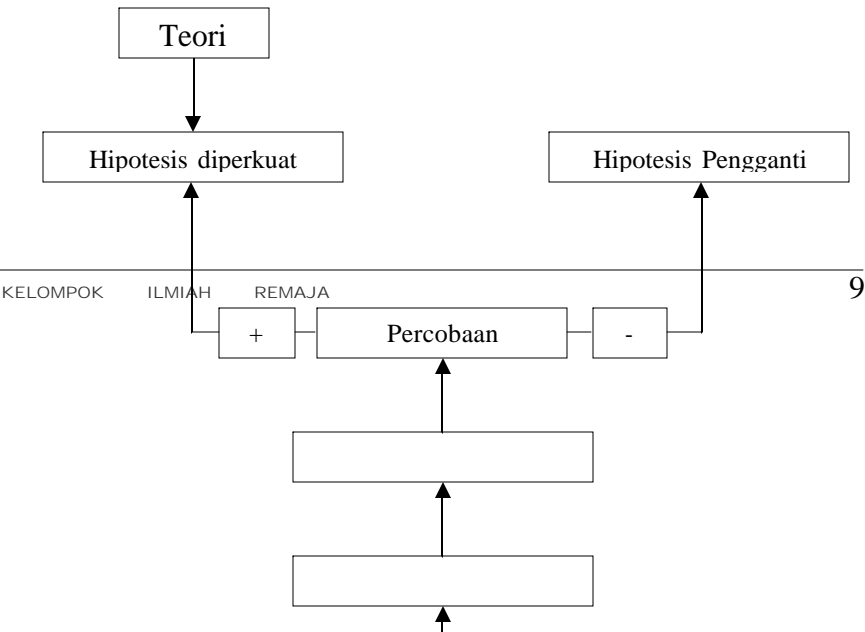 Teori
Hipotesis diperkuat
Hipotesis Pengganti
KELOMPOK ILMIAH REMAJA 9
+ Percobaan -